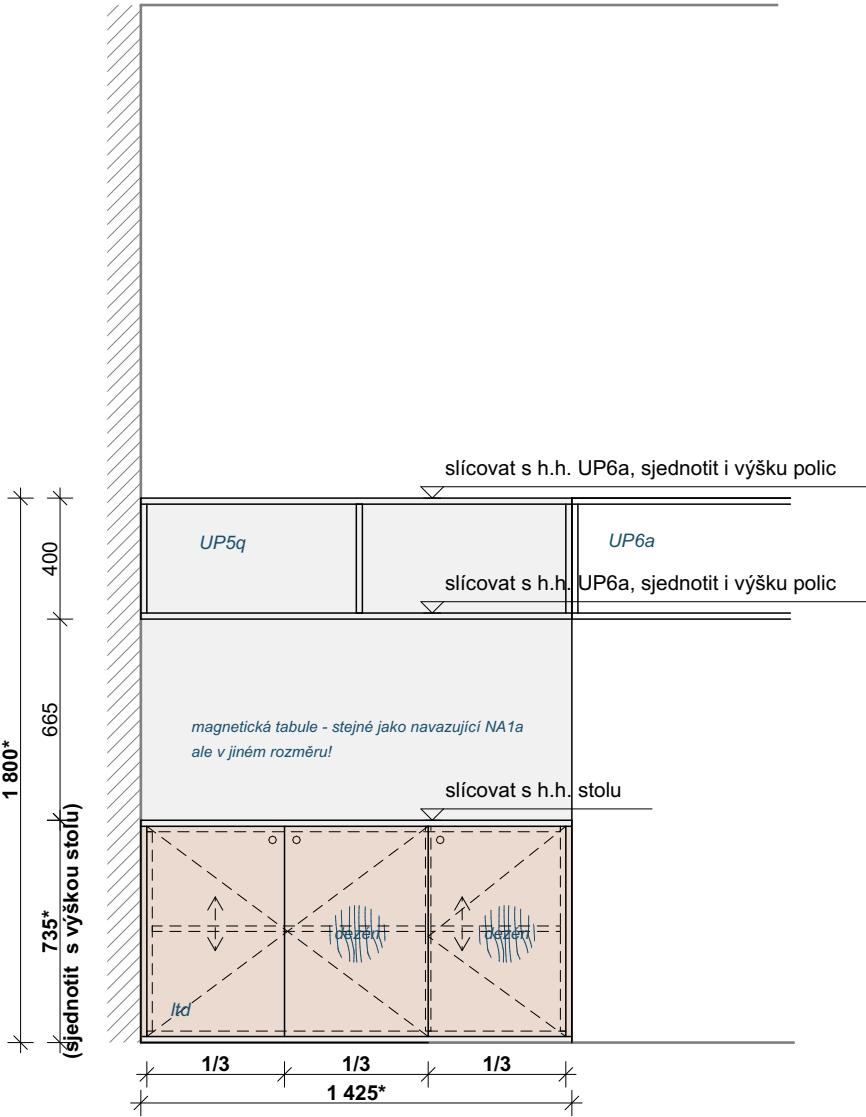 slícovat s h.h. UP6a, sjednotit i výšku polic
UP5q
UP6a
400
slícovat s h.h. UP6a, sjednotit i výšku polic
665
magnetická tabule - stejné jako navazující NA1a
ale v jiném rozměru!
1 800*
slícovat s h.h. stolu
735*
(sjednotit s výškou stolu)
dezén
dezén
ltd
1/3
1/3
1/3
1 425*